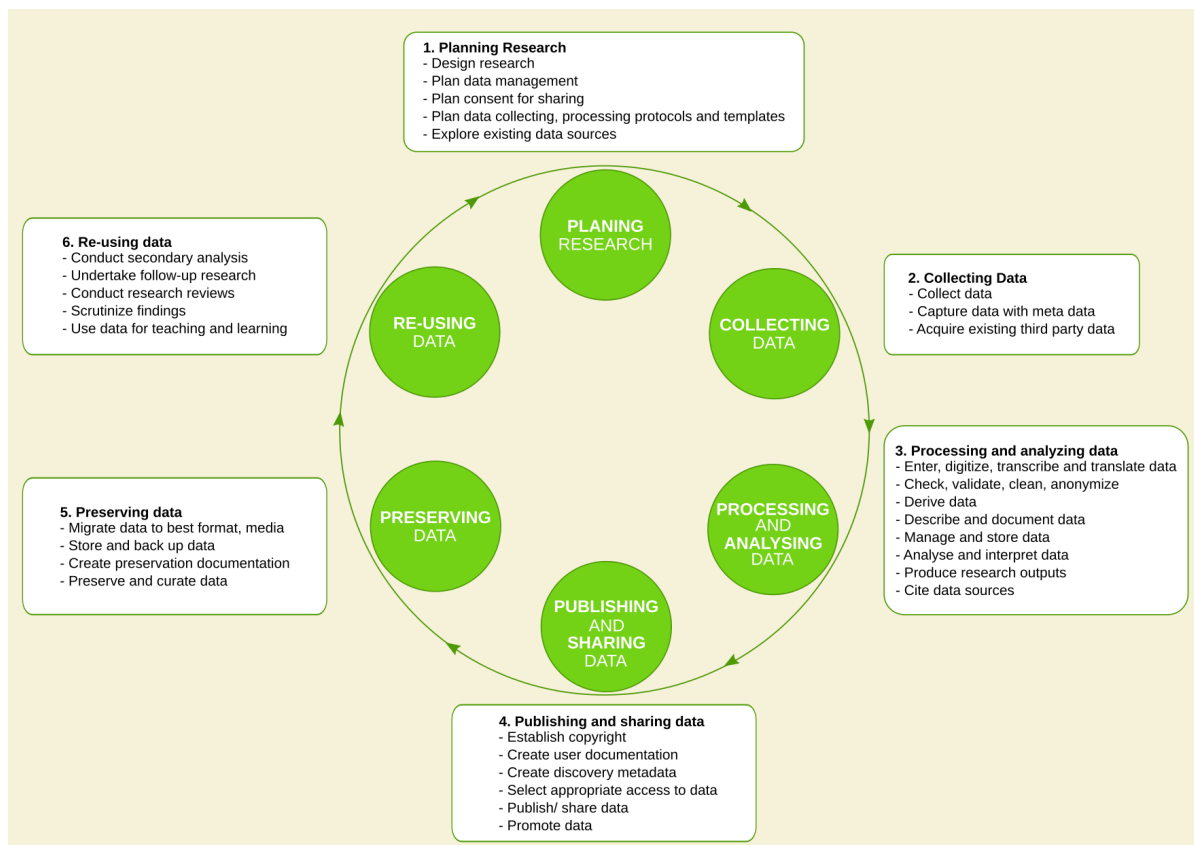 1. Planning Research
- Design research
- Plan data management
- Plan consent for sharing
- Plan data collecting, processing protocols and templates
- Explore existing data sources
PLANING
RESEARCH
6. Re-using data
- Conduct secondary analysis
- Undertake follow-up research
- Conduct research reviews
- Scrutinize findings
- Use data for teaching and learning
RE-USING
DATA
COLLECTING
DATA
2. Collecting Data
- Collect data
- Capture data with meta data
- Acquire existing third party data
5. Preserving data
- Migrate data to best format, media
- Store and back up data
- Create preservation documentation
- Preserve and curate data
PRESERVING
DATA
PROCESSING
AND
ANALYSING
DATA
3. Processing and analyzing data
- Enter, digitize, transcribe and translate data
- Check, validate, clean, anonymize
- Derive data
- Describe and document data
- Manage and store data
- Analyse and interpret data
- Produce research outputs
- Cite data sources
PUBLISHING
AND
SHARING
DATA
4. Publishing and sharing data
- Establish copyright
- Create user documentation
- Create discovery metadata
- Select appropriate access to data
- Publish/ share data
- Promote data